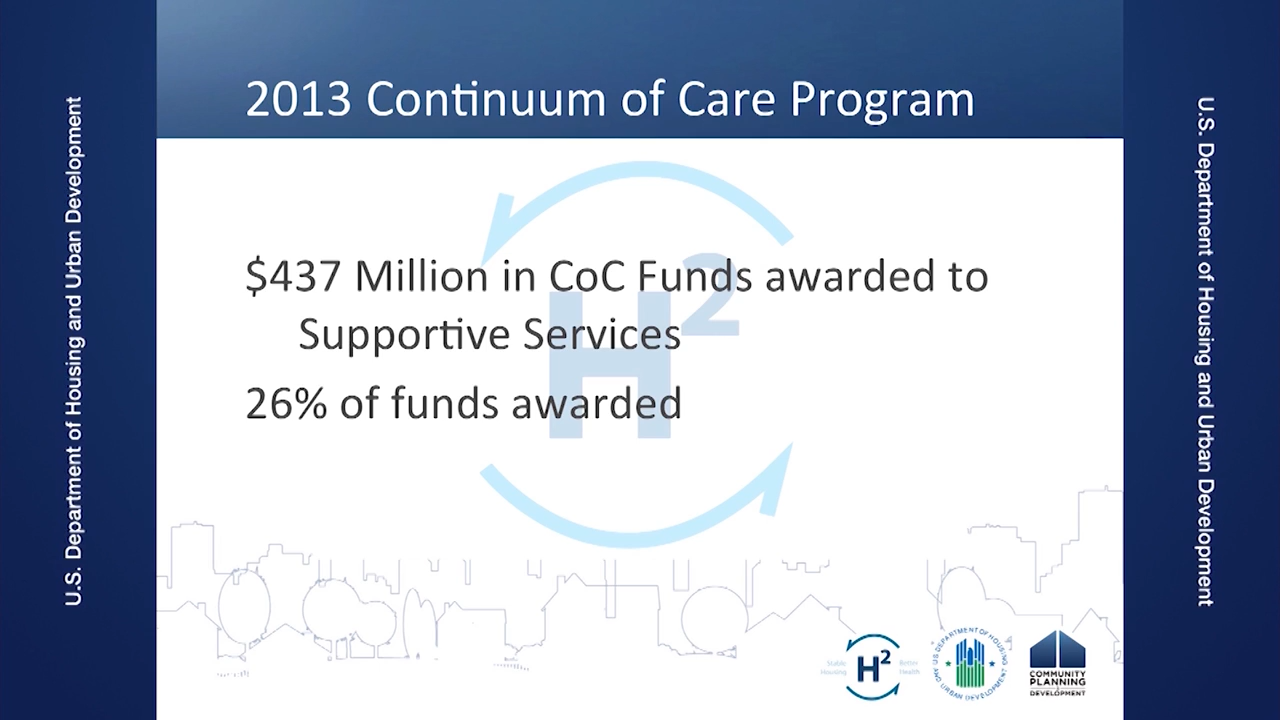 2013 Continuum of Care Program
$437 Million in CoC Funds awarded to
Supportive Services
26% of funds awarded
U.S. Department of Housing and Urban Development
U.S. Department of Housing and Urban Development
H²
Stable
Housing
H²
Better
Health
U.S. DEPARTMENT OF HOUSING
AND URBAN DEVELOPMENT
COMMUNITY
PLANNING
DEVELOPMENT